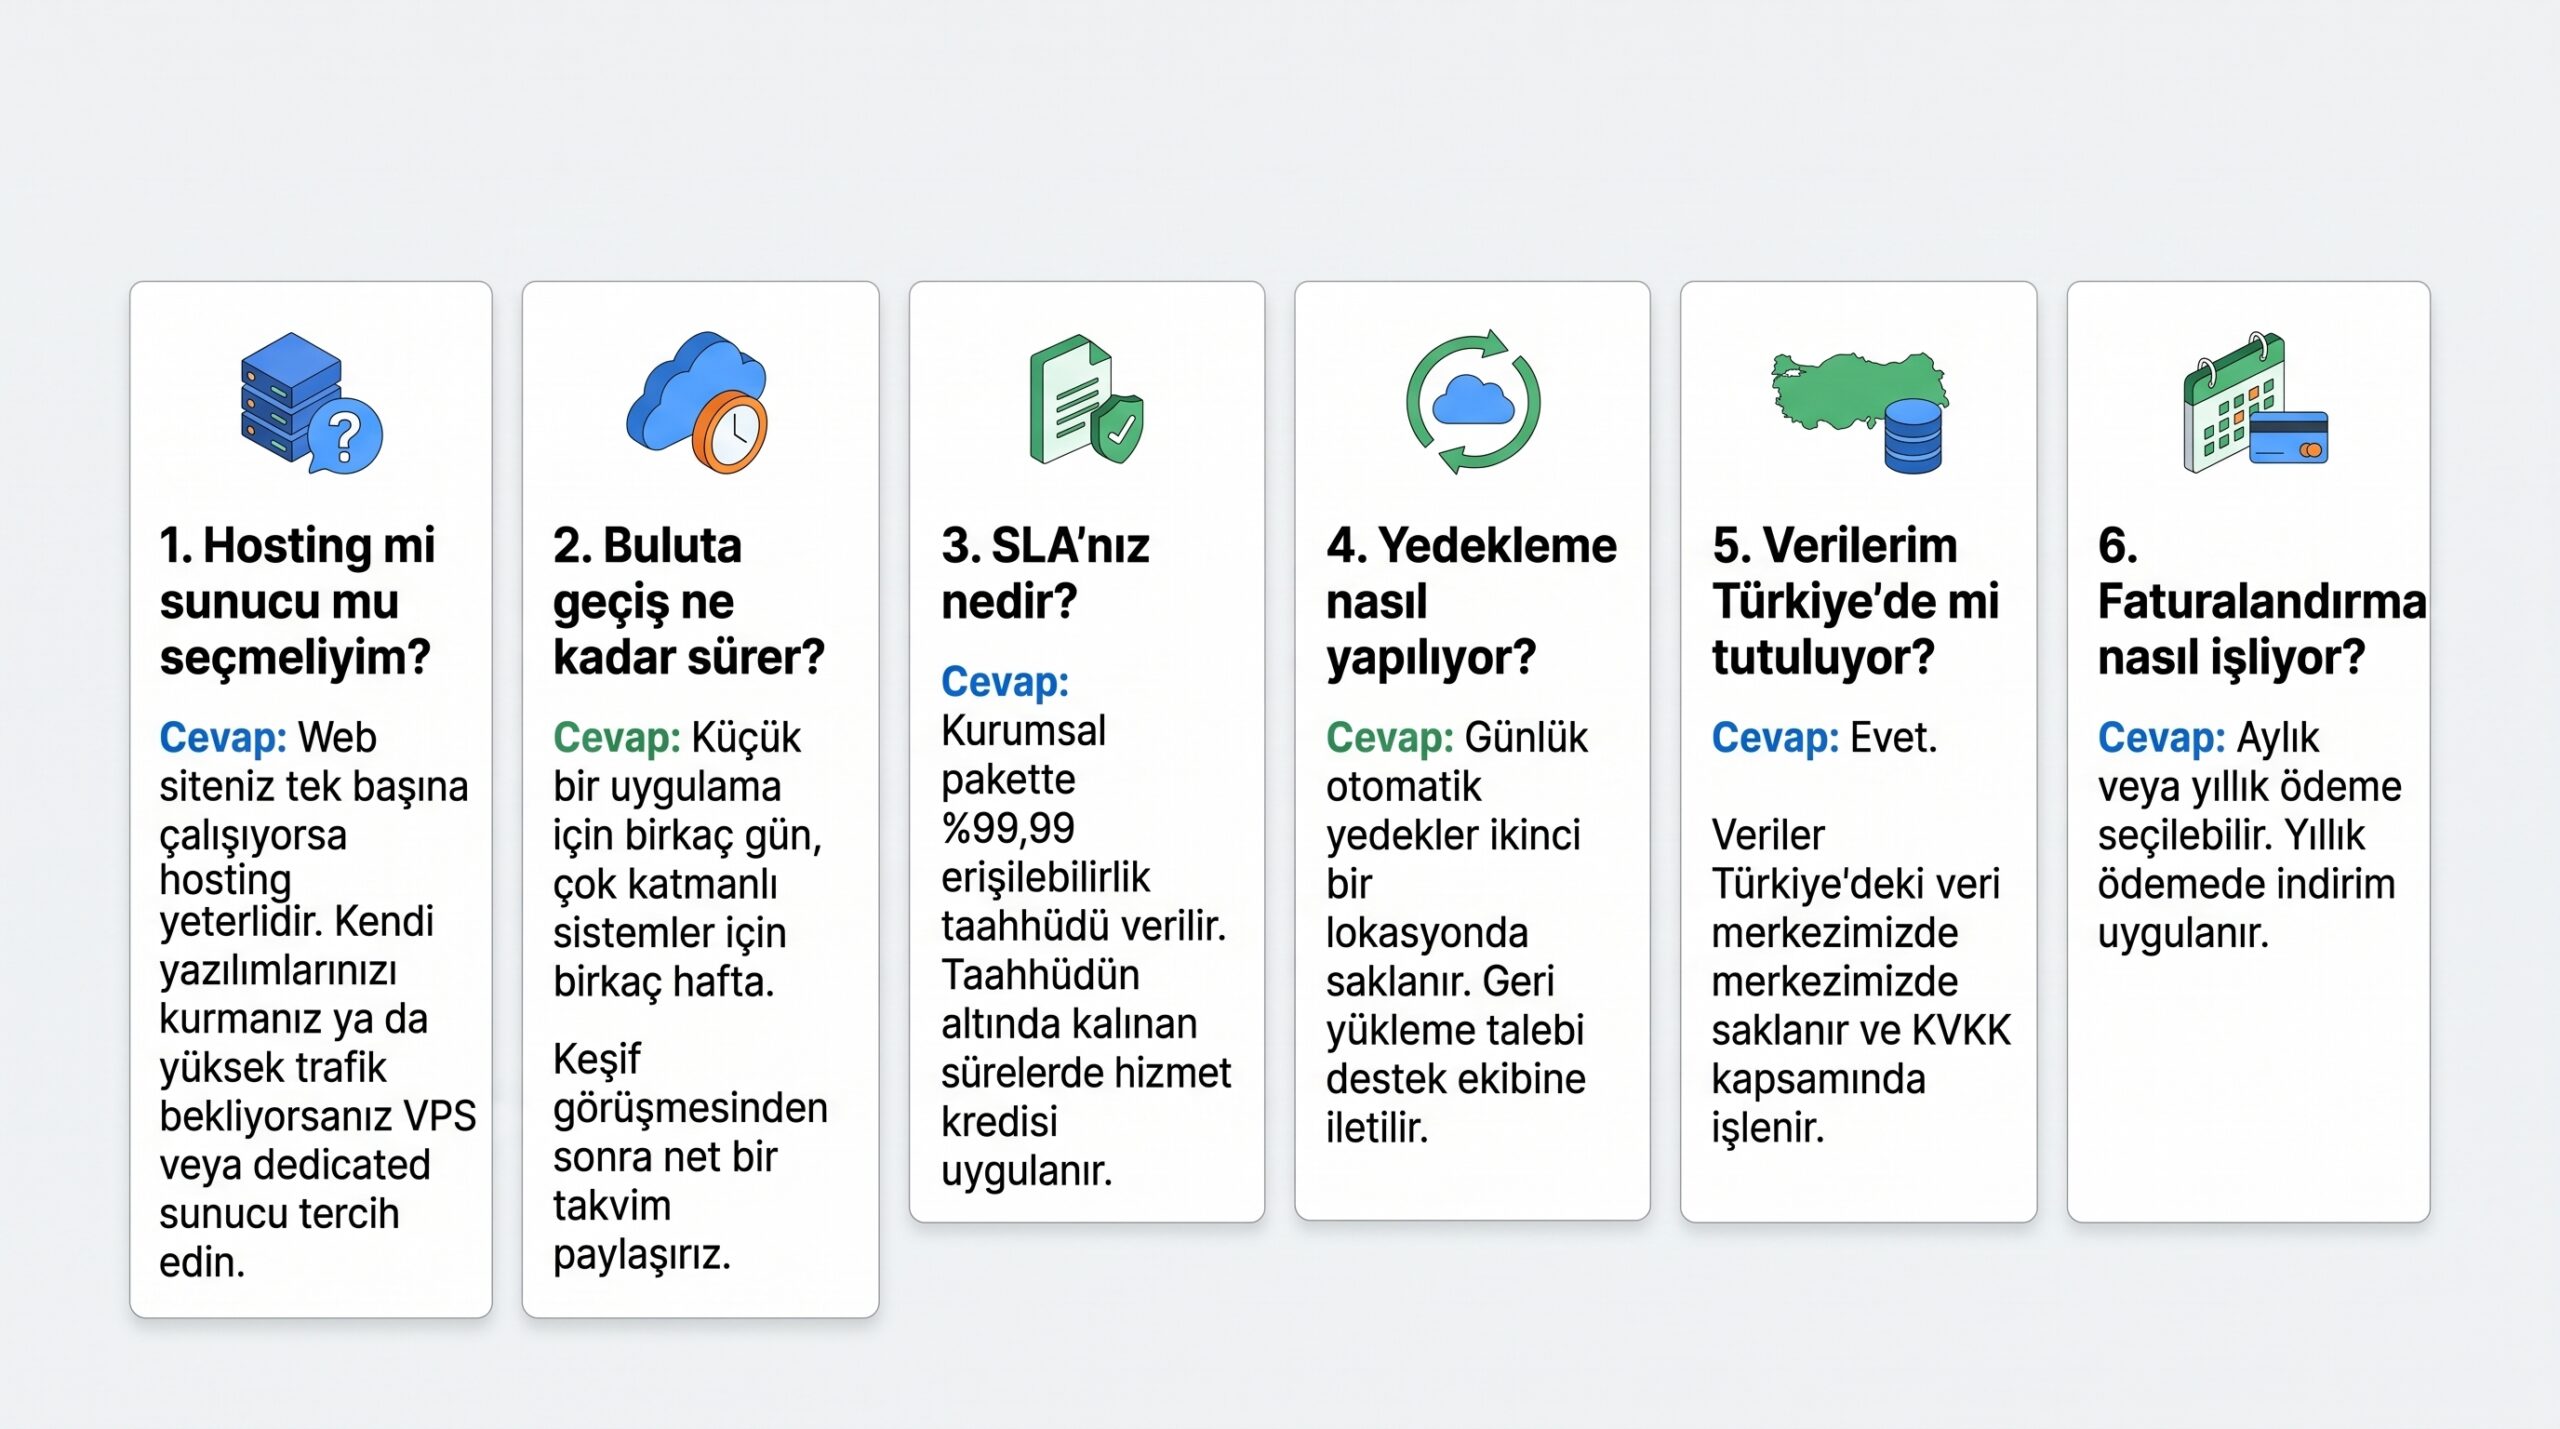 1. Hosting mi
sunucu mu
seçmeliyim?
Cevap: Web
siteniz tek başına
çalışıyorsa
hosting
yeterlidir. Kendi
yazılımlarınızı
kurmanız ya da
yüksek trafik
bekliyorsanız VPS
veya dedicated
sunucu tercih
edin.
2. Buluta
geçiş ne
kadar sürer?
Cevap: Küçük
bir uygulama
için birkaç gün,
çok katmanlı
sistemler için
birkaç hafta.
Keşif
görüşmesinden
sonra net bir
takvim
paylaşırız.
3. SLA'nız
nedir?
Cevap:
Kurumsal
pakette
%99,99
erişilebilirlik
taahhüdü verilir.
Taahhüdün
altında kalınan
sürelerde hizmet
kredisi
uygulanır.
4. Yedekleme
nasıl
yapılıyor?
Cevap: Günlük
otomatik
yedekler ikinci
bir
lokasyonda
saklanır. Geri
yükleme talebi
destek ekibine
iletilir.
5. Verilerim
Türkiye'de mi
tutuluyor?
Cevap: Evet.
Veriler
Türkiye'deki veri
merkezimizde
merkezimizde
saklanır ve KVKK
kapsamında
işlenir.
6.
Faturalandırma
nasıl işliyor?
Cevap: Aylık
veya yıllık ödeme
seçilebilir. Yıllık
ödemede indirim
uygulanır.